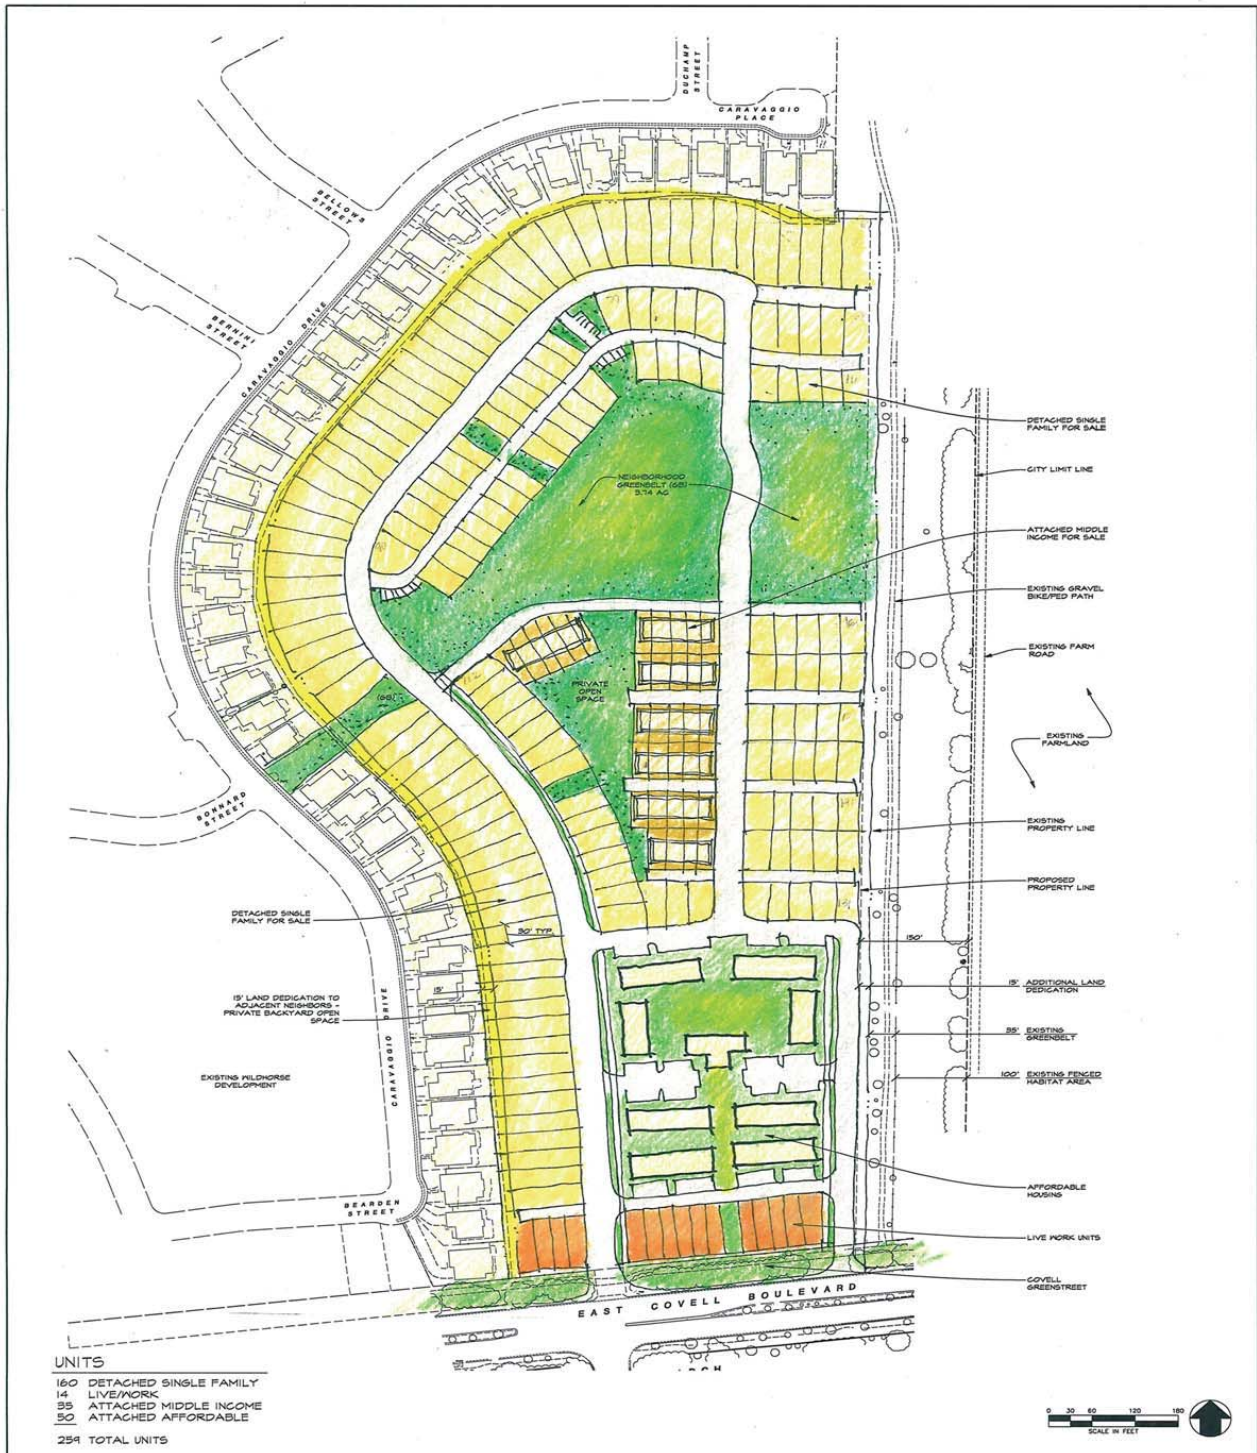 DUCHAMP
STREET
CARAVAGGIO
PLACE
BELLOWS
STREET
BERNINI
STREET
CARAVAGGIO DRIVE
DETACHED SINGLE
FAMILY FOR SALE
CITY LIMIT LINE
NEIGHBORHOOD
GREENBELT (GB)
ATTACHED MIDDLE
INCOME FOR SALE
EXISTING GRAVEL
BIKE/PED PATH
EXISTING FARM
ROAD
PRIVATE
OPEN
SPACE
(GB)
EXISTING
FARMLAND
BONNARD
STREET
EXISTING
PROPERTY LINE
PROPOSED
PROPERTY LINE
DETACHED SINGLE
FAMILY FOR SALE
90' TYP.
150'
15' LAND DEDICATION TO
ADJACENT NEIGHBORS -
PRIVATE BACKYARD OPEN
SPACE
15'
15' ADDITIONAL LAND
DEDICATION
CARAVAGGIO DRIVE
35' EXISTING
GREENBELT
EXISTING WILDHORSE
DEVELOPMENT
100' EXISTING FENCED
HABITAT AREA
BEARDEN
STREET
AFFORDABLE
HOUSING
LIVE WORK UNITS
COVELL
GREENSTREET
EAST COVELL BOULEVARD
UNITS
160 DETACHED SINGLE FAMILY
14 LIVE/WORK
35 ATTACHED MIDDLE INCOME
50 ATTACHED AFFORDABLE
259 TOTAL UNITS
0 30 60 120 180
SCALE IN FEET